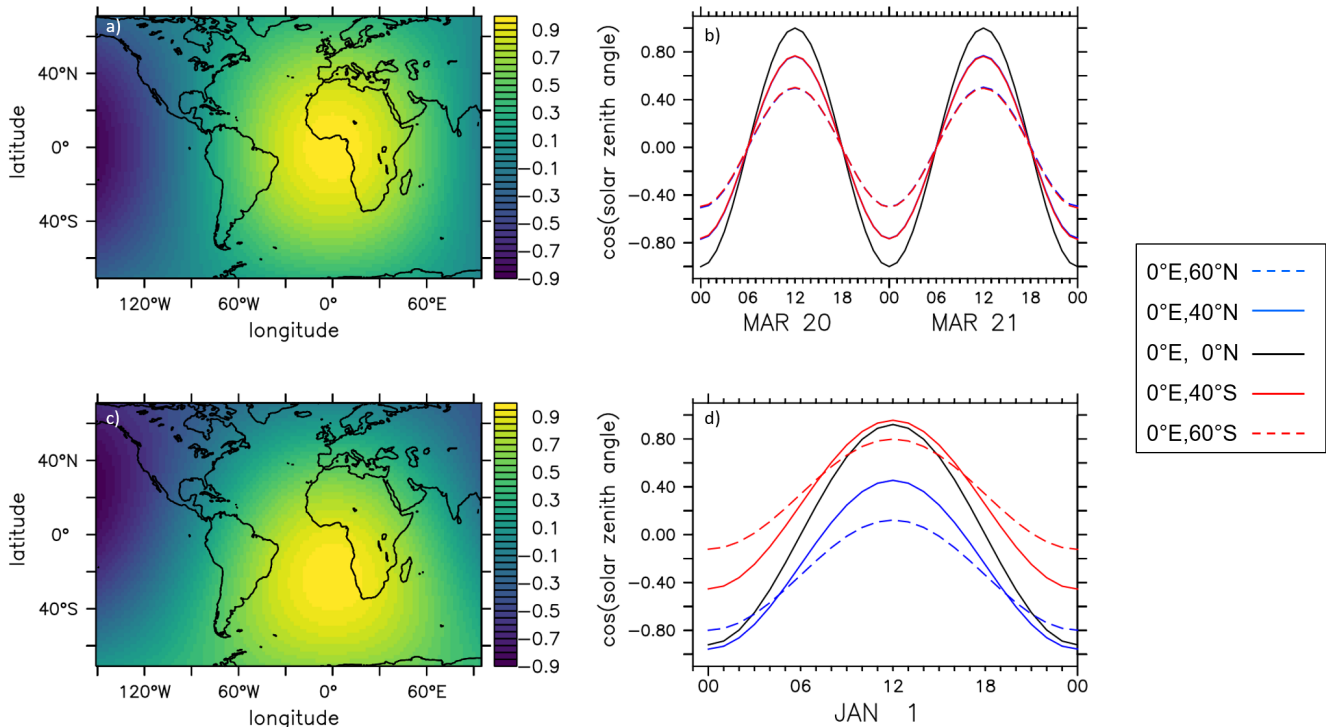 a)
0.9
0.7
0.5
0.3
0.1
−0.1
−0.3
−0.5
−0.7
−0.9
40°N
0°
40°S
latitude
120°W
60°W
0°
60°E
longitude
b)
cos(solar zenith angle)
0.80
0.40
0.00
−0.40
−0.80
00
06
12
18
00
06
12
18
00
MAR 20
MAR 21
0°E,60°N
0°E,40°N
0°E, 0°N
0°E,40°S
0°E,60°S
c)
0.9
0.7
0.5
0.3
0.1
−0.1
−0.3
−0.5
−0.7
−0.9
40°N
0°
40°S
latitude
120°W
60°W
0°
60°E
longitude
d)
cos(solar zenith angle)
0.80
0.40
0.00
−0.40
−0.80
00
06
12
18
00
JAN 1